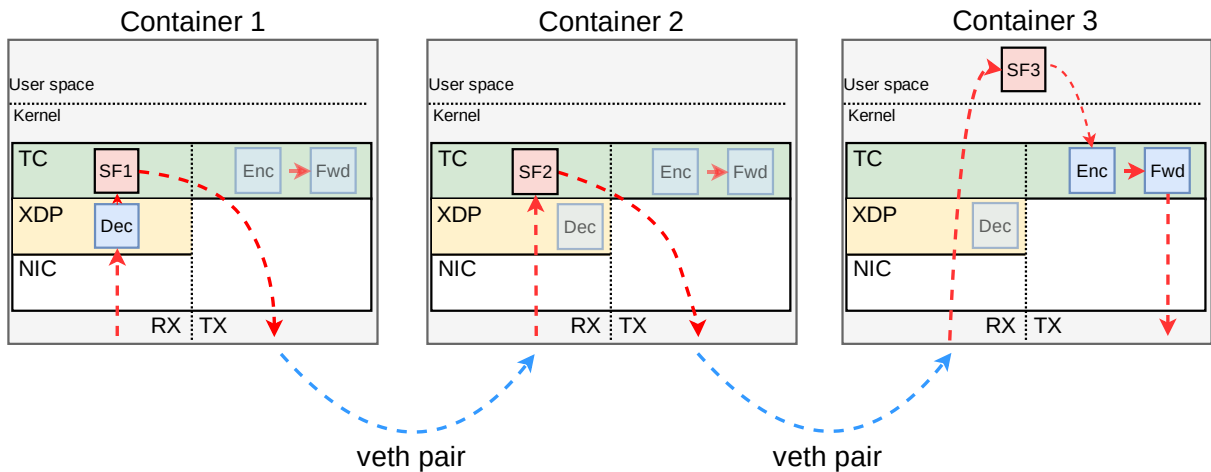 Container 1
User space
Kernel
TC
SF1
Enc
Fwd
XDP
Dec
NIC
RX
TX
Container 2
User space
Kernel
TC
SF2
Enc
Fwd
XDP
Dec
NIC
RX
TX
Container 3
SF3
User space
Kernel
TC
Enc
Fwd
XDP
Dec
NIC
RX
TX
veth pair
veth pair